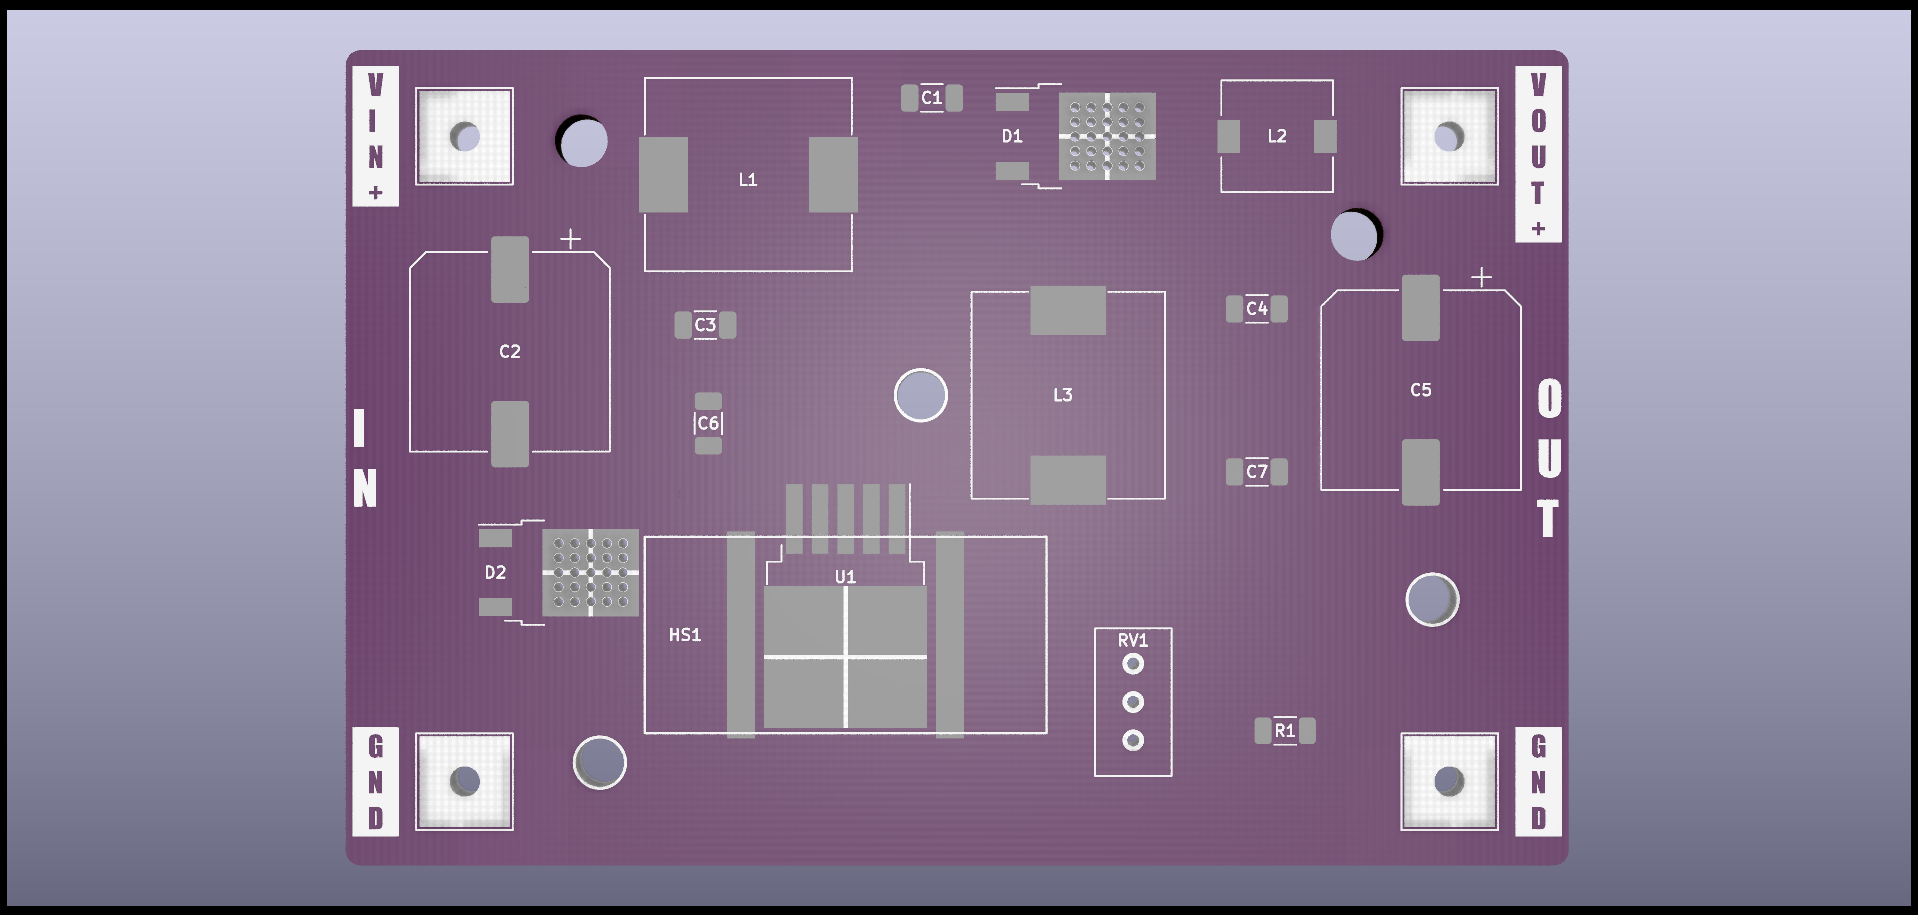 VIN+
C1
D1
L2
VOUT+
L1
C3
C2
C4
C5
L3
C6
C7
IN
OUT
D2
U1
HS1
RV1
R1
GND
GND